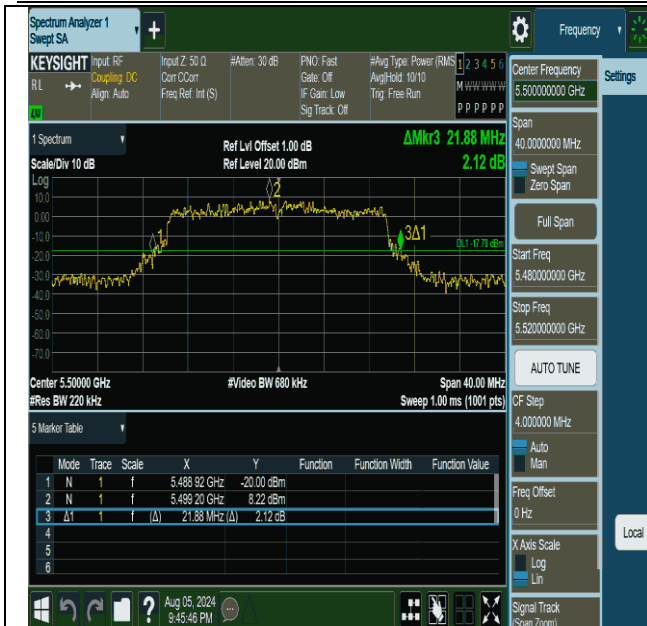 Spectrum Analyzer 1
Swept SA
+
Frequency
KEYSIGHT
RL
Input: RF
Coupling: DC
Align: Auto
Input Z: 50 Ω
Corr CCorr
Freq Ref: Int (S)
#Atten: 30 dB
PNO: Fast
Gate: Off
IF Gain: Low
Sig Track: Off
#Avg Type: Power (RMS
Avg|Hold: 10/10
Trig: Free Run
1 2 3 4 5 6
M W W W W W
P P P P P P
1 Spectrum
Scale/Div 10 dB
Ref Lvl Offset 1.00 dB
Ref Level 20.00 dBm
ΔMkr3 21.88 MHz
2.12 dB
Log
10.0
0.00
-10.0
-20.0
-30.0
-40.0
-50.0
-60.0
-70.0
1
2
3Δ1
DL1 -17.78 dBm
Center 5.50000 GHz
#Res BW 220 kHz
#Video BW 680 kHz
Span 40.00 MHz
Sweep 1.00 ms (1001 pts)
5 Marker Table
Mode Trace Scale X Y Function Function Width Function Value
1 N 1 f 5.488 92 GHz -20.00 dBm
2 N 1 f 5.499 20 GHz 8.22 dBm
3 Δ1 1 f (Δ) 21.88 MHz (Δ) 2.12 dB
4
5
6
Aug 05, 2024
9:45:46 PM
Center Frequency
5.500000000 GHz
Span
40.0000000 MHz
Swept Span
Zero Span
Full Span
Start Freq
5.480000000 GHz
Stop Freq
5.520000000 GHz
AUTO TUNE
CF Step
4.000000 MHz
Auto
Man
Freq Offset
0 Hz
X Axis Scale
Log
Lin
Signal Track
(Span Zoom)
Settings
Local